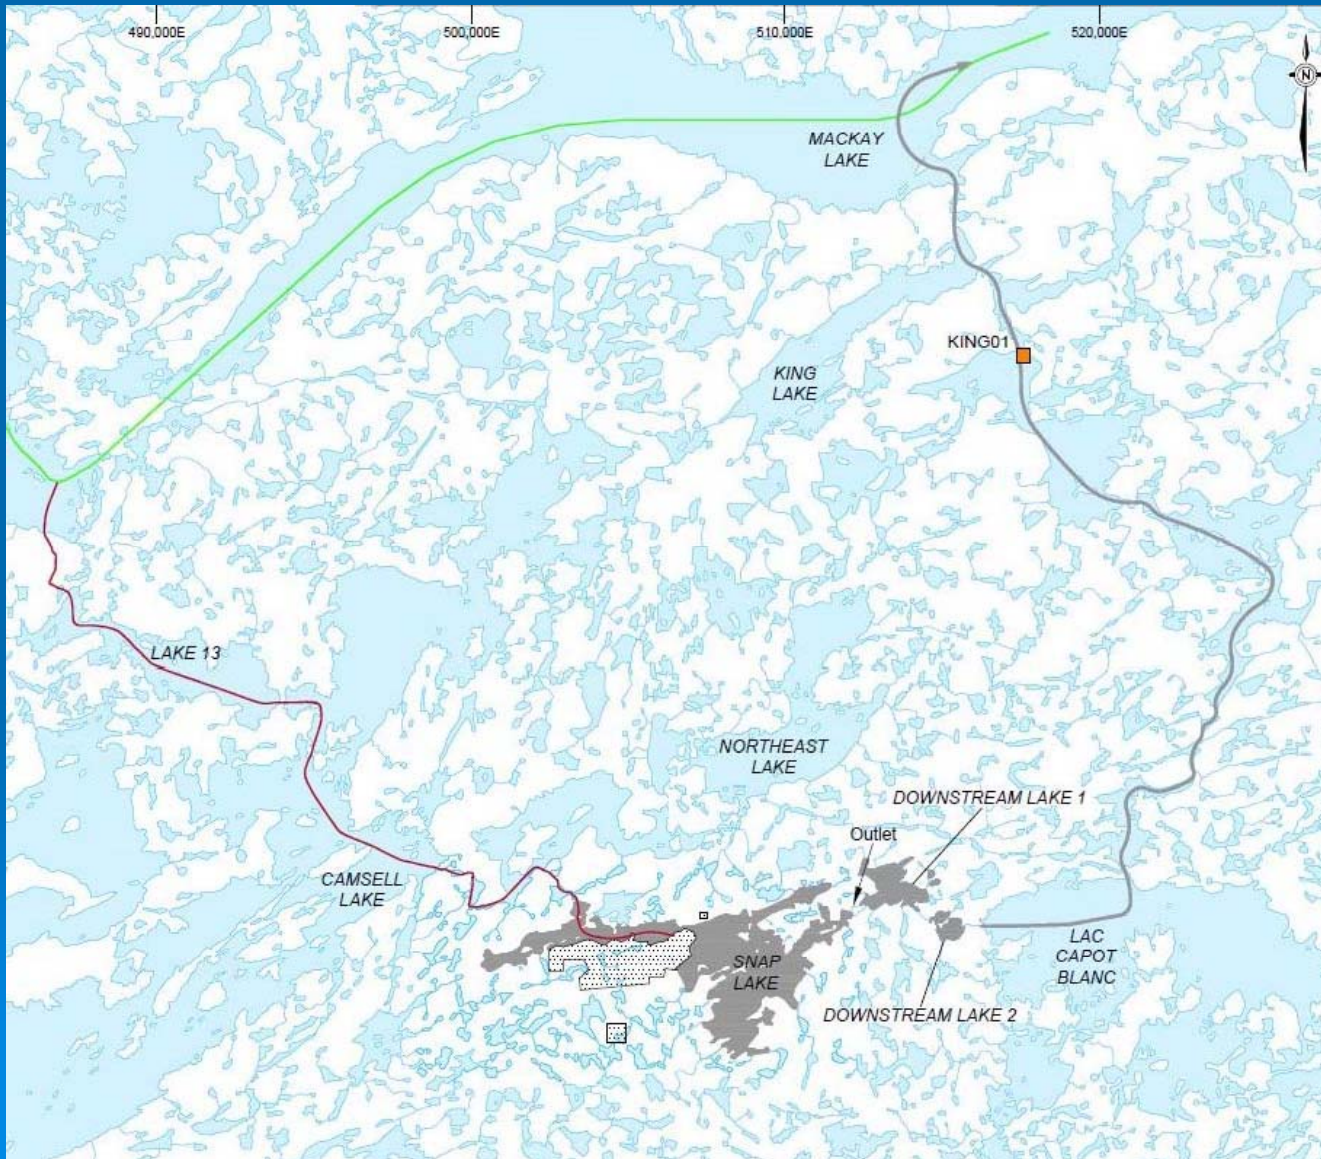 490,000E
500,000E
510,000E
520,000E
N
MACKAY
LAKE
KING01
KING
LAKE
LAKE 13
NORTHEAST
LAKE
DOWNSTREAM LAKE 1
Outlet
CAMSELL
LAKE
SNAP
LAKE
LAC
CAPOT
BLANC
DOWNSTREAM LAKE 2